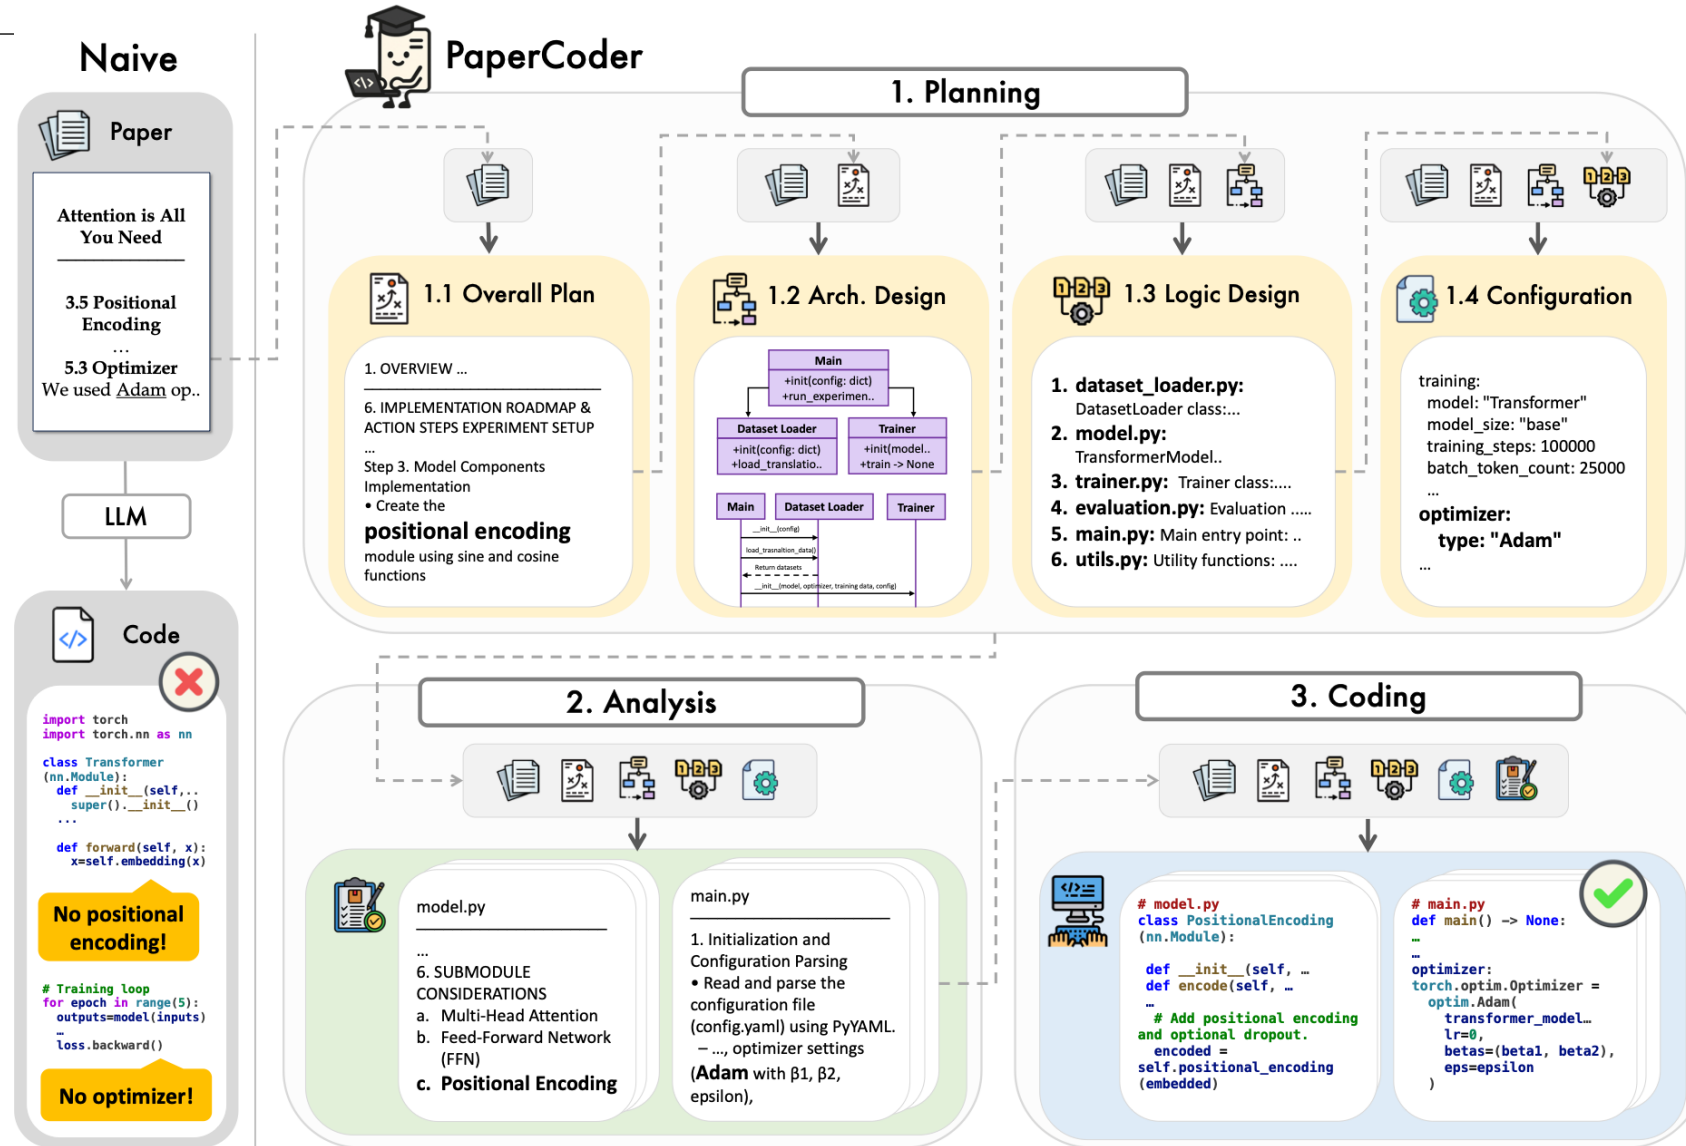 Naive
Paper
Attention is All
You Need
3.5 Positional
Encoding
...
5.3 Optimizer
We used Adam op..
LLM
Code
import torch
import torch.nn as nn
class Transformer
(nn.Module):
def __init__(self,..
super().__init__()
...
def forward(self, x):
x=self.embedding(x)
No positional
encoding!
# Training loop
for epoch in range(5):
outputs=model(inputs)
…
loss.backward()
No optimizer!
PaperCoder
1. Planning
1.1 Overall Plan
1. OVERVIEW ...
6. IMPLEMENTATION ROADMAP &
ACTION STEPS EXPERIMENT SETUP
...
Step 3. Model Components
Implementation
• Create the
positional encoding
module using sine and cosine
functions
1.2 Arch. Design
Main
+init(config: dict)
+run_experimen..
Dataset Loader
+init(config: dict)
+load_translatio..
Trainer
+init(model..
+train -> None
Main
Dataset Loader
Trainer
__init__(config)
load_trasnaltion_data()
Return datasets
__init__(model, optimizer, training data, config)
1.3 Logic Design
1. dataset_loader.py:
DatasetLoader class:...
2. model.py:
TransformerModel..
3. trainer.py: Trainer class:....
4. evaluation.py: Evaluation .....
5. main.py: Main entry point: ..
6. utils.py: Utility functions: ....
1.4 Configuration
training:
model: "Transformer"
model_size: "base"
training_steps: 100000
batch_token_count: 25000
...
optimizer:
type: "Adam"
...
2. Analysis
model.py
...
6. SUBMODULE
CONSIDERATIONS
a. Multi-Head Attention
b. Feed-Forward Network
(FFN)
c. Positional Encoding
main.py
1. Initialization and
Configuration Parsing
• Read and parse the
configuration file
(config.yaml) using PyYAML.
– ..., optimizer settings
(Adam with β1, β2,
epsilon),
3. Coding
# model.py
class PositionalEncoding
(nn.Module):
def __init__(self, …
def encode(self, …
…
# Add positional encoding
and optional dropout.
encoded =
self.positional_encoding
(embedded)
# main.py
def main() -> None:
…
…
optimizer:
torch.optim.Optimizer =
optim.Adam(
transformer_model…
lr=0,
betas=(beta1, beta2),
eps=epsilon
)